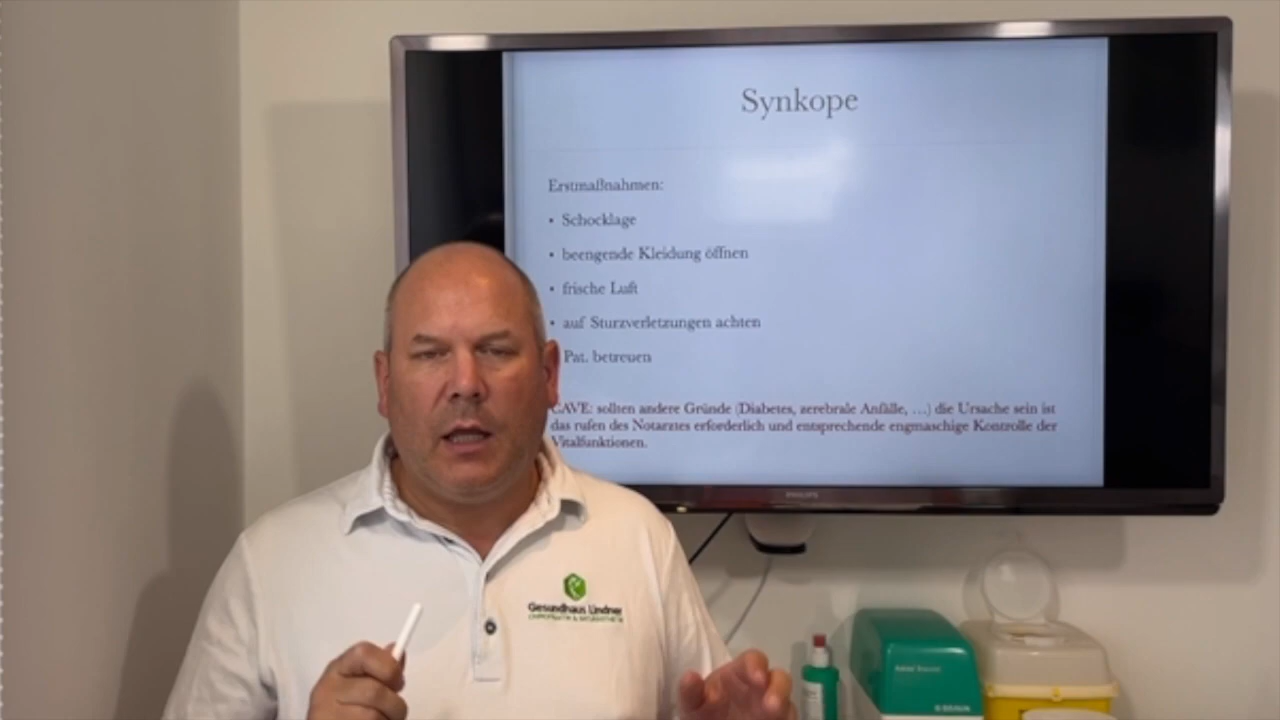 Synkope
Erstmaßnahmen:
• Schocklage
• beengende Kleidung öffnen
• frische Luft
• auf Sturzverletzungen achten
Pat. betreuen
CAVE: sollten andere Gründe (Diabetes, zerebrale Anfälle, …) die Ursache sein ist
das rufen des Notarztes erforderlich und entsprechende engmaschige Kontrolle der
Vitalfunktionen.
PHILIPS
Gesundhaus Lindner
B BRAUN